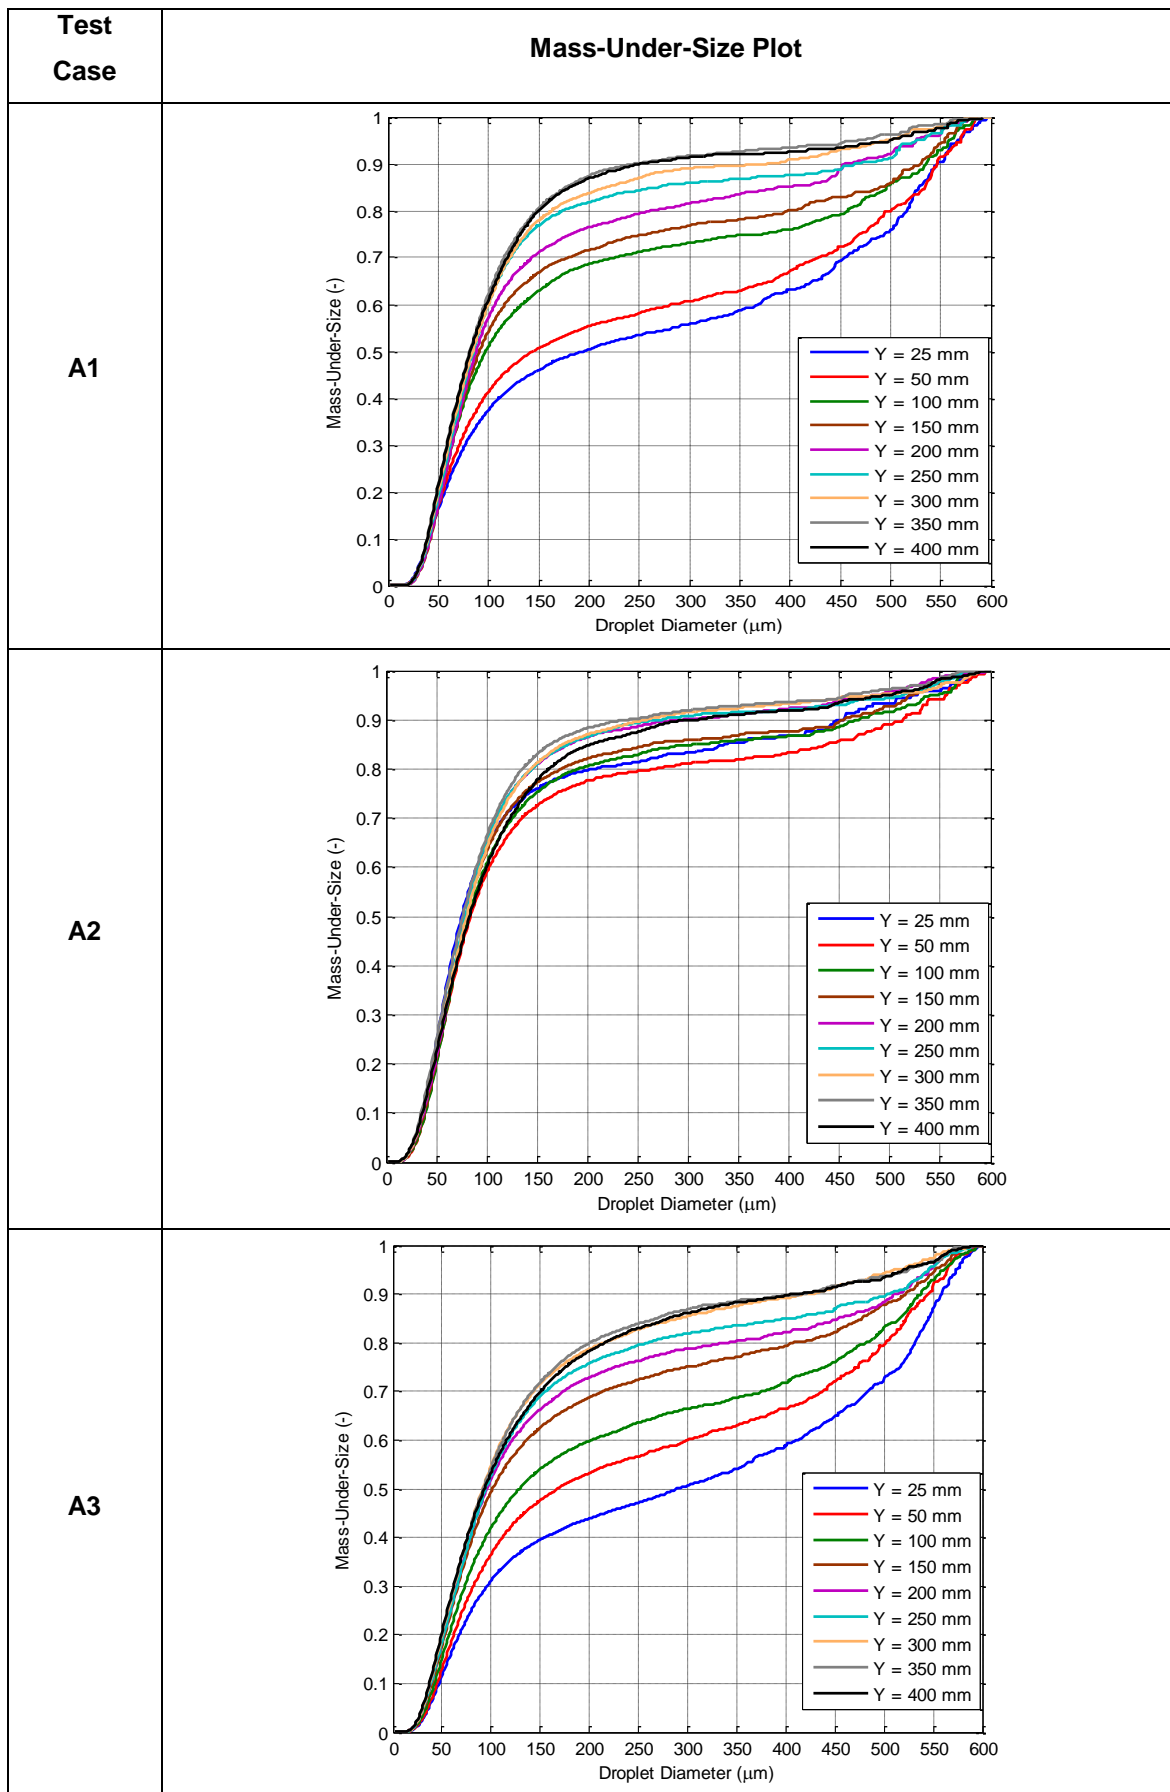 Test
Case
Mass-Under-Size Plot
A1
1
0.9
0.8
0.7
0.6
0.5
0.4
0.3
0.2
0.1
0
Mass-Under-Size (-)
Y = 25 mm
Y = 50 mm
Y = 100 mm
Y = 150 mm
Y = 200 mm
Y = 250 mm
Y = 300 mm
Y = 350 mm
Y = 400 mm
0 50 100 150 200 250 300 350 400 450 500 550 600
Droplet Diameter (μm)
A2
1
0.9
0.8
0.7
0.6
0.5
0.4
0.3
0.2
0.1
0
Mass-Under-Size (-)
Y = 25 mm
Y = 50 mm
Y = 100 mm
Y = 150 mm
Y = 200 mm
Y = 250 mm
Y = 300 mm
Y = 350 mm
Y = 400 mm
0 50 100 150 200 250 300 350 400 450 500 550 600
Droplet Diameter (μm)
A3
1
0.9
0.8
0.7
0.6
0.5
0.4
0.3
0.2
0.1
0
Mass-Under-Size (-)
Y = 25 mm
Y = 50 mm
Y = 100 mm
Y = 150 mm
Y = 200 mm
Y = 250 mm
Y = 300 mm
Y = 350 mm
Y = 400 mm
0 50 100 150 200 250 300 350 400 450 500 550 600
Droplet Diameter (μm)